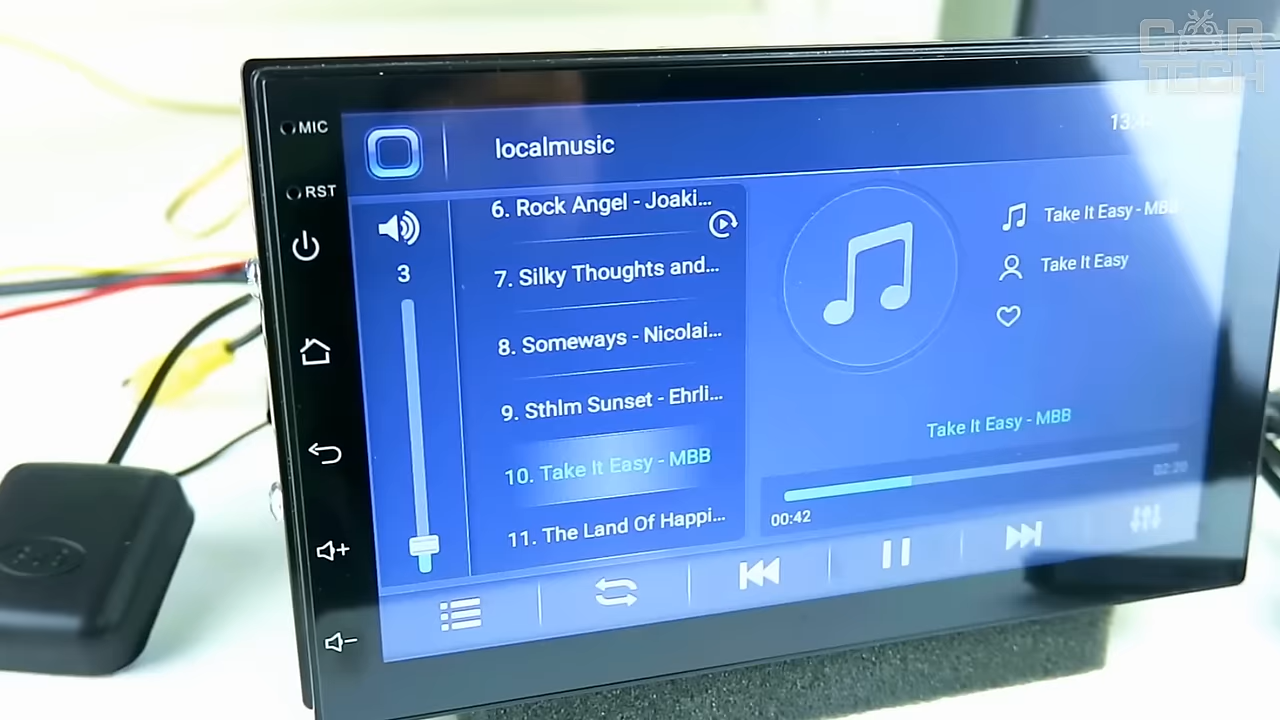 GOR TECH
MIC
RST
localmusic
3
6. Rock Angel - Joaki...
7. Silky Thoughts and...
8. Someways - Nicolai...
9. Sthlm Sunset - Ehrli...
10. Take It Easy - MBB
11. The Land Of Happi...
Take It Easy - MBB
Take It Easy
Take It Easy - MBB
00:42
02:20